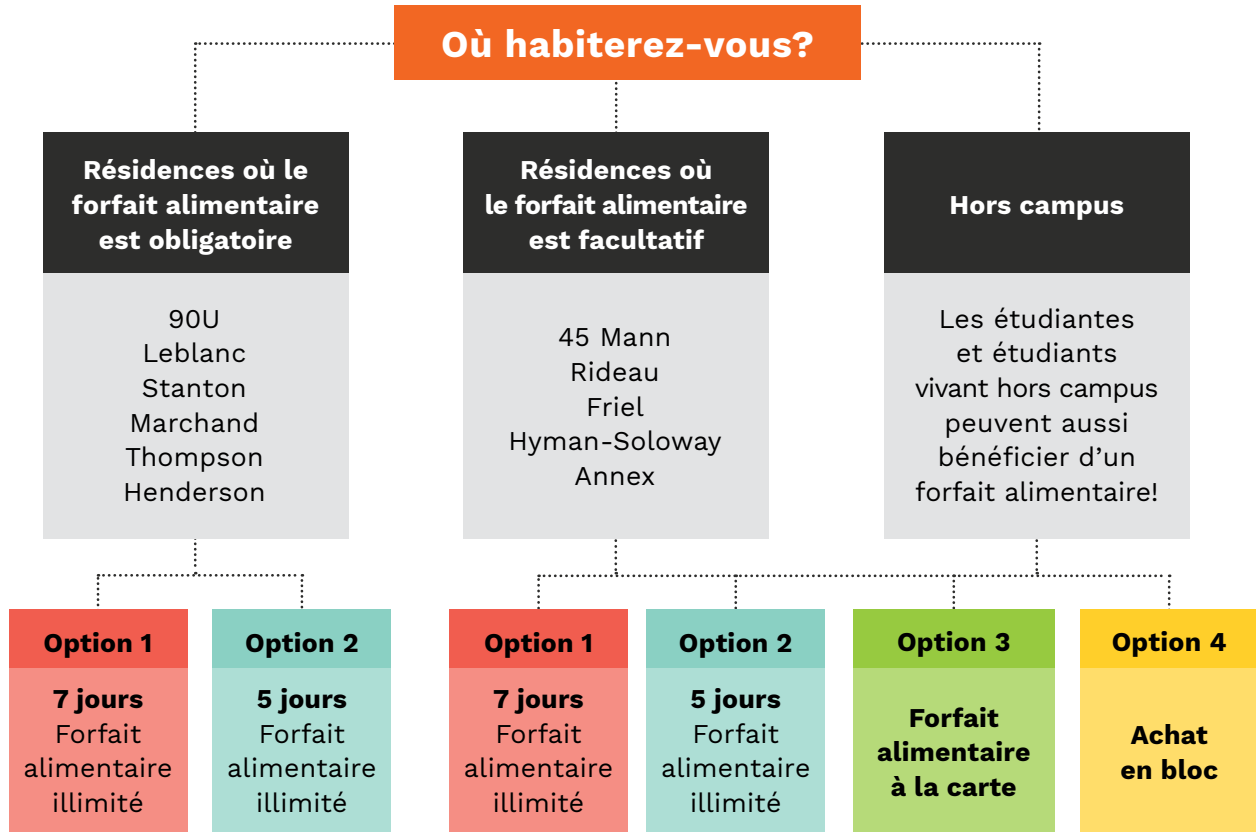 Où habiterez-vous?
Résidences où le
forfait alimentaire
est obligatoire
90U
Leblanc
Stanton
Marchand
Thompson
Henderson
Résidences où
le forfait alimentaire
est facultatif
45 Mann
Rideau
Friel
Hyman-Soloway
Annex
Hors campus
Les étudiantes
et étudiants
vivant hors campus
peuvent aussi
bénéficier d’un
forfait alimentaire!
Option 1
7 jours
Forfait
alimentaire
illimité
Option 2
5 jours
Forfait
alimentaire
illimité
Option 1
7 jours
Forfait
alimentaire
illimité
Option 2
5 jours
Forfait
alimentaire
illimité
Option 3
Forfait
alimentaire
à la carte
Option 4
Achat
en bloc